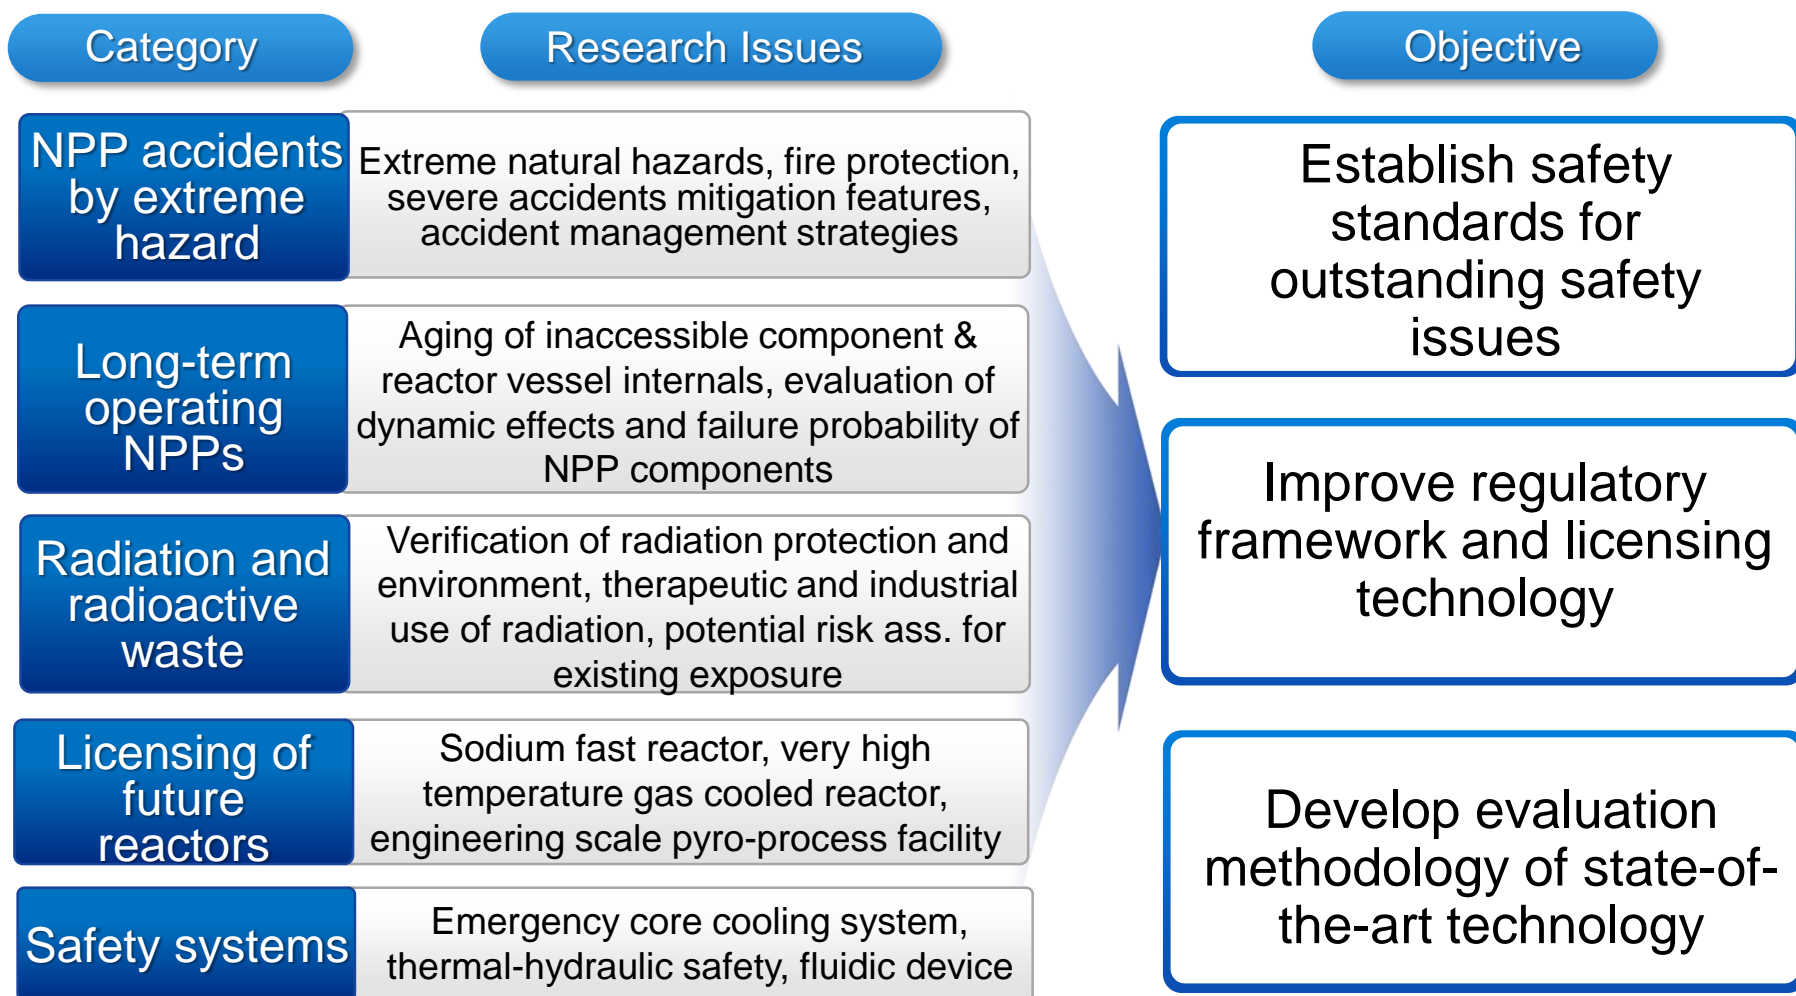 Category
Research Issues
Objective
NPP accidents
by extreme
hazard
Extreme natural hazards, fire protection,
severe accidents mitigation features,
accident management strategies
Long-term
operating
NPPs
Aging of inaccessible component &
reactor vessel internals, evaluation of
dynamic effects and failure probability of
NPP components
Radiation and
radioactive
waste
Verification of radiation protection and
environment, therapeutic and industrial
use of radiation, potential risk ass. for
existing exposure
Licensing of
future
reactors
Sodium fast reactor, very high
temperature gas cooled reactor,
engineering scale pyro-process facility
Safety systems
Emergency core cooling system,
thermal-hydraulic safety, fluidic device
Establish safety
standards for
outstanding safety
issues
Improve regulatory
framework and licensing
technology
Develop evaluation
methodology of state-of-
the-art technology